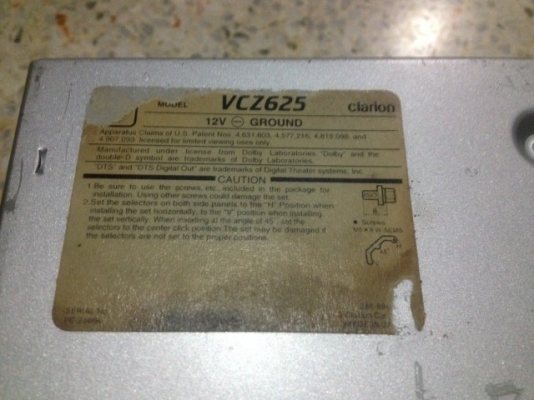 MODEL VCZ625 clarion
12V GROUND
Apparatus Claims of U.S. Patent Nos. 4,631,603, 4,577,216, 4,819,098, and
4,907,093 licensed for limited viewing uses only.
Manufactured under license from Dolby Laboratories "Dolby" and the
double-D symbol are trademarks of Dolby Laboratories.
"DTS" and "DTS Digital Out" are trademarks of Digital Theater systems, Inc.
CAUTION
1.Be sure to use the screws, etc., included in the package for
installation. Using other screws could damage the set.
2.Set the selectors on both side panels to the "H" Position when
installing the set horizontally, to the "V" position when installing
the set vertically. When inserting at the angle of 45°, set the
selectors to the center click position. The set may be damaged if
the selectors are not set to the proper positions.
Screws
SERIAL No.